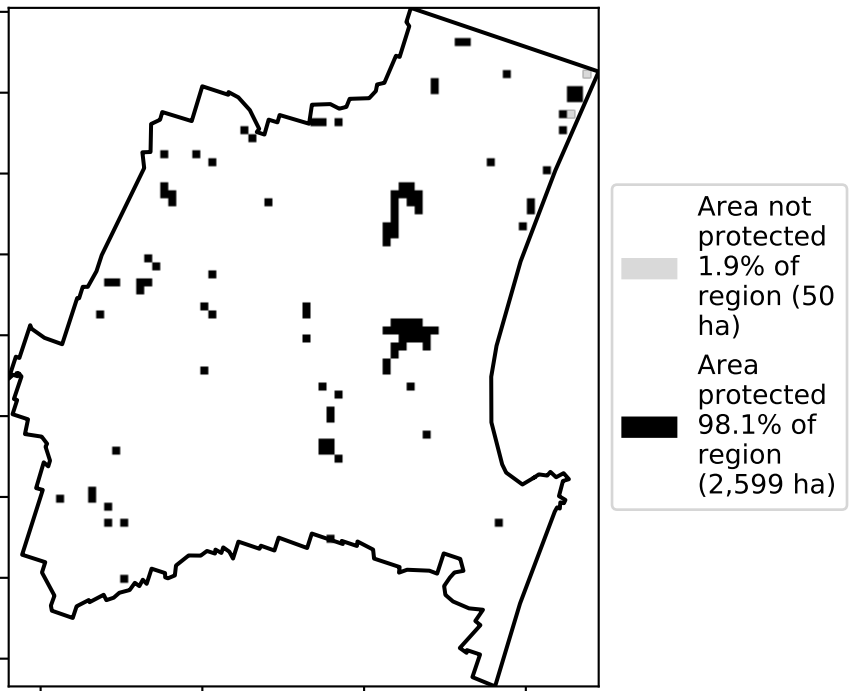 Area not
protected
1.9% of
region (50
ha)
Area
protected
98.1% of
region
(2,599 ha)